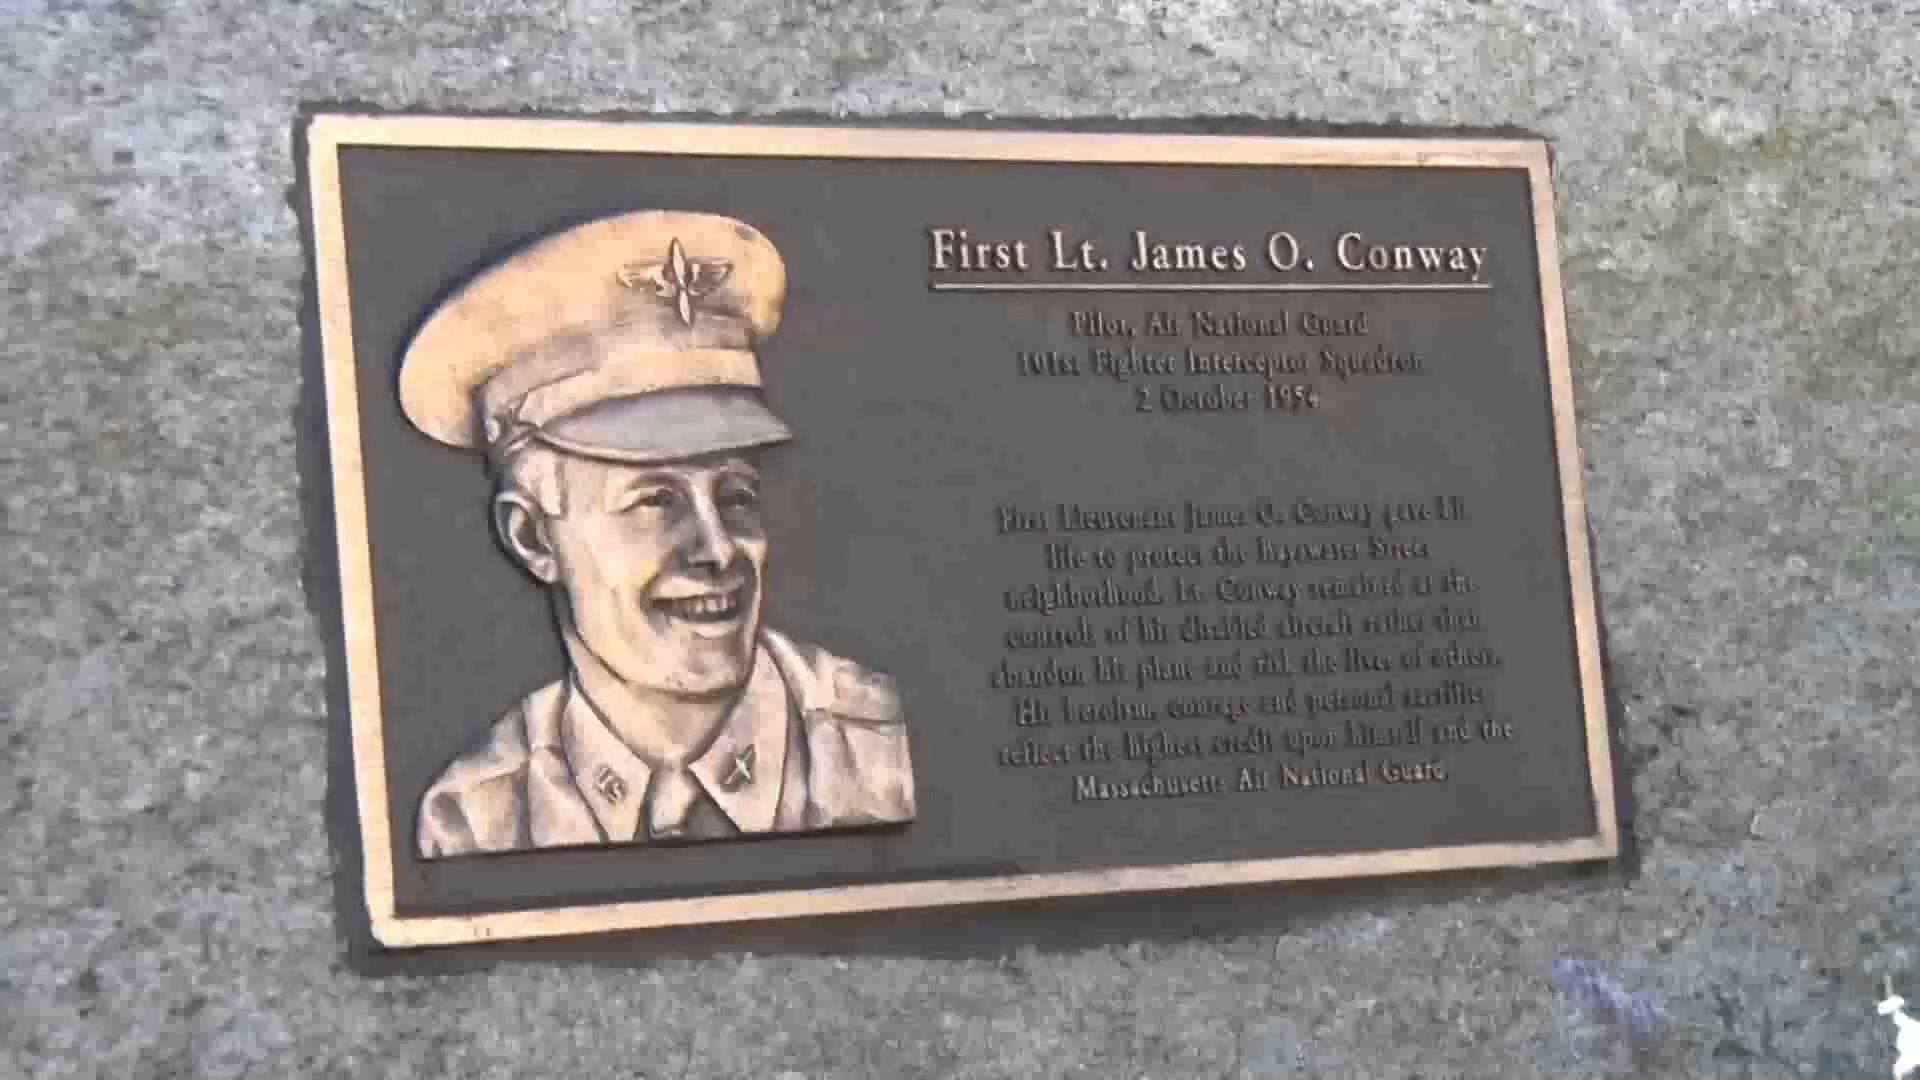 First Lt. James O. Conway
Pilot, Air National Guard
101st Fighter Interceptor Squadron
2 October 1954
First Lieutenant James O. Conway gave his
life to protect the Bayswater Street
neighborhood. Lt. Conway remained at the
controls of his disabled aircraft rather than
abandon his plane and risk the lives of others.
His heroism, courage and personal sacrifice
reflect the highest credit upon himself and the
Massachusetts Air National Guard
U.S.